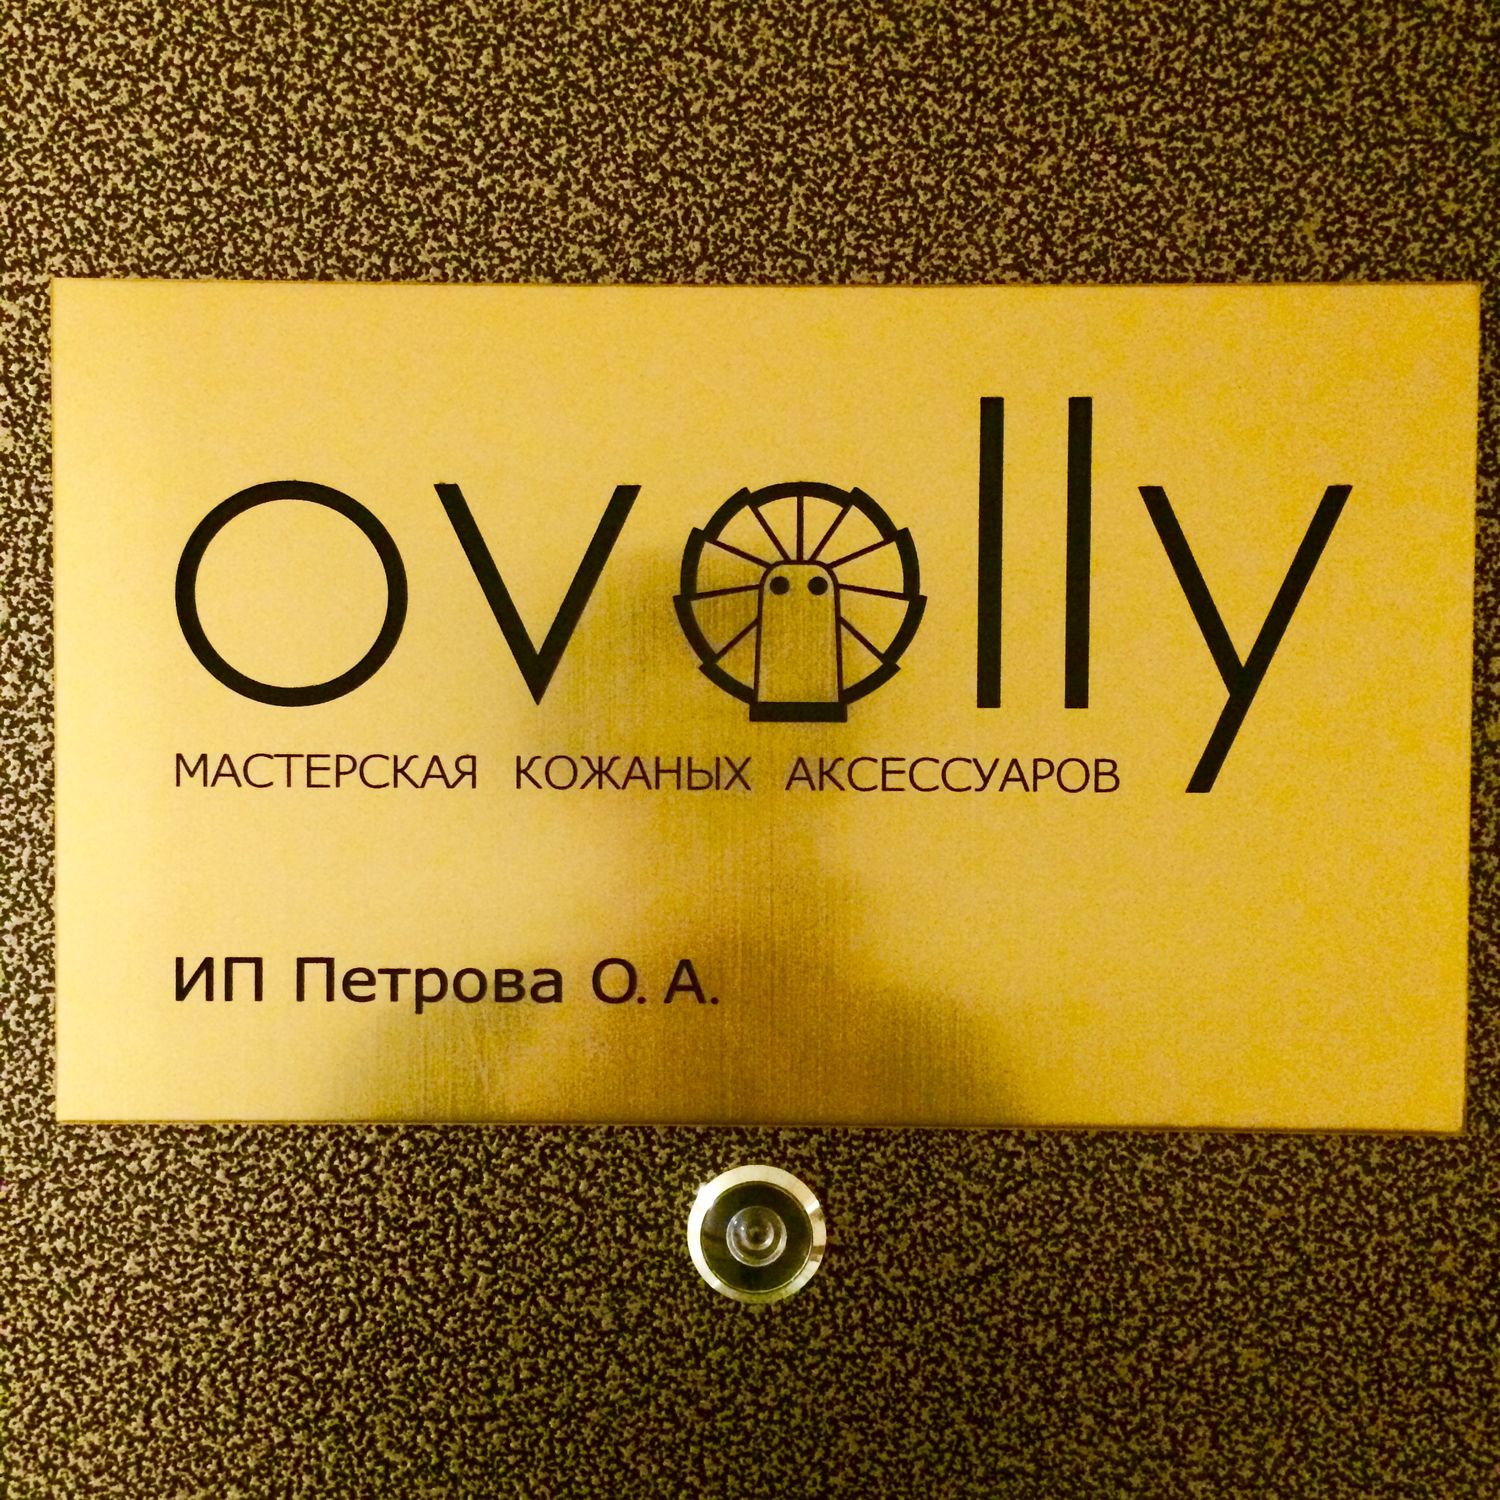 ovolly
МАСТЕРСКАЯ КОЖАНЫХ АКСЕССУАРОВ
ИП Петрова О. А.